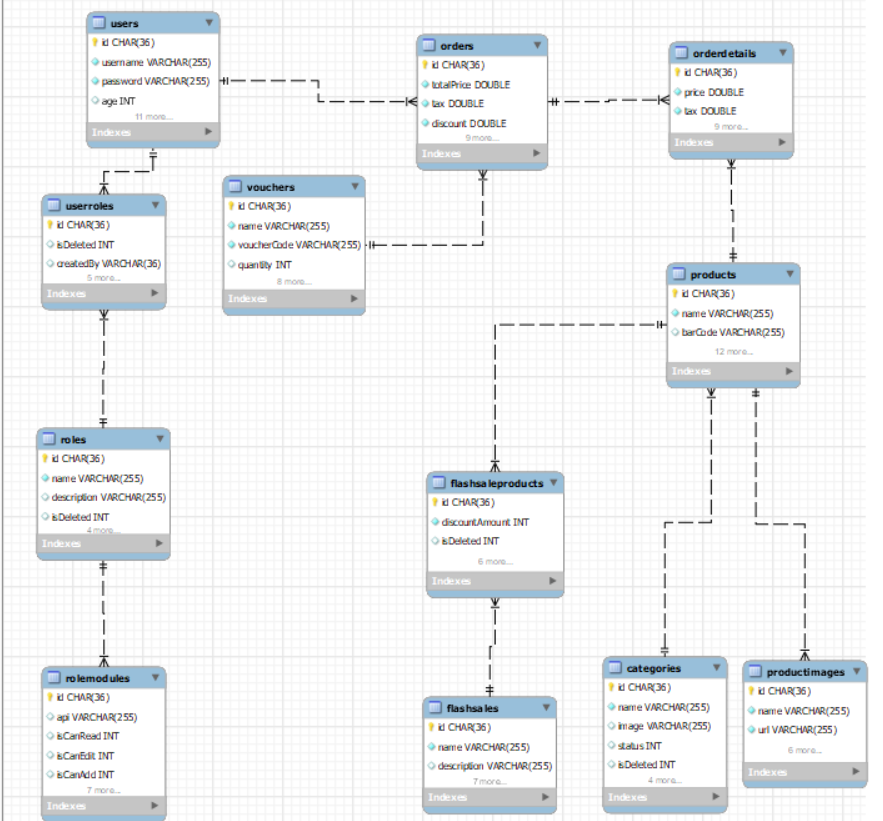 users
id CHAR(36)
username VARCHAR(255)
password VARCHAR(255)
age INT
11 more...
Indexes
orders
id CHAR(36)
totalPrice DOUBLE
tax DOUBLE
discount DOUBLE
9 more...
Indexes
orderdetails
id CHAR(36)
price DOUBLE
tax DOUBLE
9 more...
Indexes
userroles
id CHAR(36)
isDeleted INT
createdBy VARCHAR(36)
5 more...
Indexes
vouchers
id CHAR(36)
name VARCHAR(255)
voucherCode VARCHAR(255)
quantity INT
8 more...
Indexes
products
id CHAR(36)
name VARCHAR(255)
barCode VARCHAR(255)
12 more...
Indexes
roles
id CHAR(36)
name VARCHAR(255)
description VARCHAR(255)
isDeleted INT
4 more...
Indexes
flashsaleproducts
id CHAR(36)
discountAmount INT
isDeleted INT
6 more...
Indexes
rolemodules
id CHAR(36)
api VARCHAR(255)
isCanRead INT
isCanEdit INT
isCanAdd INT
7 more...
Indexes
flashsales
id CHAR(36)
name VARCHAR(255)
description VARCHAR(255)
7 more...
Indexes
categories
id CHAR(36)
name VARCHAR(255)
image VARCHAR(255)
status INT
isDeleted INT
4 more...
Indexes
productimages
id CHAR(36)
name VARCHAR(255)
url VARCHAR(255)
6 more...
Indexes